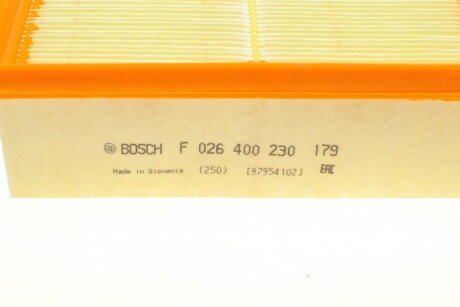 BOSCH F 026 400 230 179
Made in Slovenia (250) [97954102] EAC